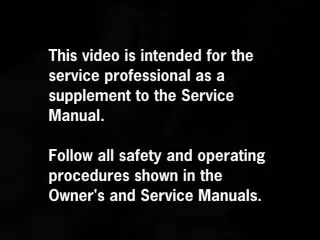 This video is intended for the
service professional as a
supplement to the Service
Manual.
Follow all safety and operating
procedures shown in the
Owner's and Service Manuals.